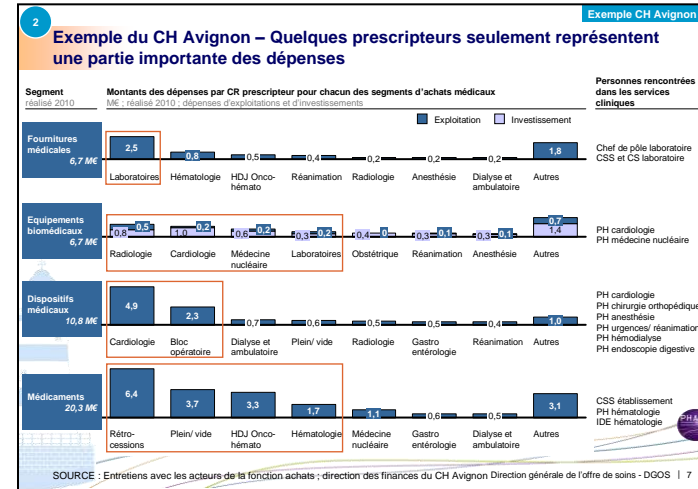 2
Exemple CH Avignon
Exemple du CH Avignon – Quelques prescripteurs seulement représentent
une partie importante des dépenses
Segment
réalisé 2010
Montants des dépenses par CR prescripteur pour chacun des segments d'achats médicaux
M€ ; réalisé 2010 ; dépenses d'exploitations et d'investissements
Personnes rencontrées
dans les services
cliniques
Exploitation Investissement
Fournitures
médicales
6,7 M€
2,5 0,8 0,5 0,4 0,2 0,2 0,2 1,8
Laboratoires Hématologie HDJ Onco- Réanimation Radiologie Anesthésie Dialyse et Autres
hémato ambulatoire
Chef de pôle laboratoire
CSS et CS laboratoire
Equipements
biomédicaux
6,7 M€
0,5 0,2 0,2 0,2 0 0,1 0,1 0,7
0,8 1,0 0,6 0,3 0,4 0,3 0,3 1,4
Radiologie Cardiologie Médecine Laboratoires Obstétrique Réanimation Anesthésie Autres
nucléaire
PH cardiologie
PH médecine nucléaire
Dispositifs
médicaux
10,8 M€
4,9 2,3 0,7 0,6 0,5 0,5 0,4 1,0
Cardiologie Bloc Dialyse et Plein/ vide Radiologie Gastro Réanimation Autres
opératoire ambulatoire entérologie
PH cardiologie
PH chirurgie orthopédique
PH anesthésie
PH urgences/ réanimation
PH hémodialyse
PH endoscopie digestive
Médicaments
20,3 M€
6,4 3,7 3,3 1,7 1,1 0,6 0,5 3,1
Rétro- Plein/ vide HDJ Onco- Hématologie Médecine Gastro Dialyse et Autres
cessions hémato nucléaire entérologie ambulatoire
CSS établissement
PH hématologie
IDE hématologie
SOURCE : Entretiens avec les acteurs de la fonction achats ; direction des finances du CH Avignon Direction générale de l'offre de soins - DGOS | 7